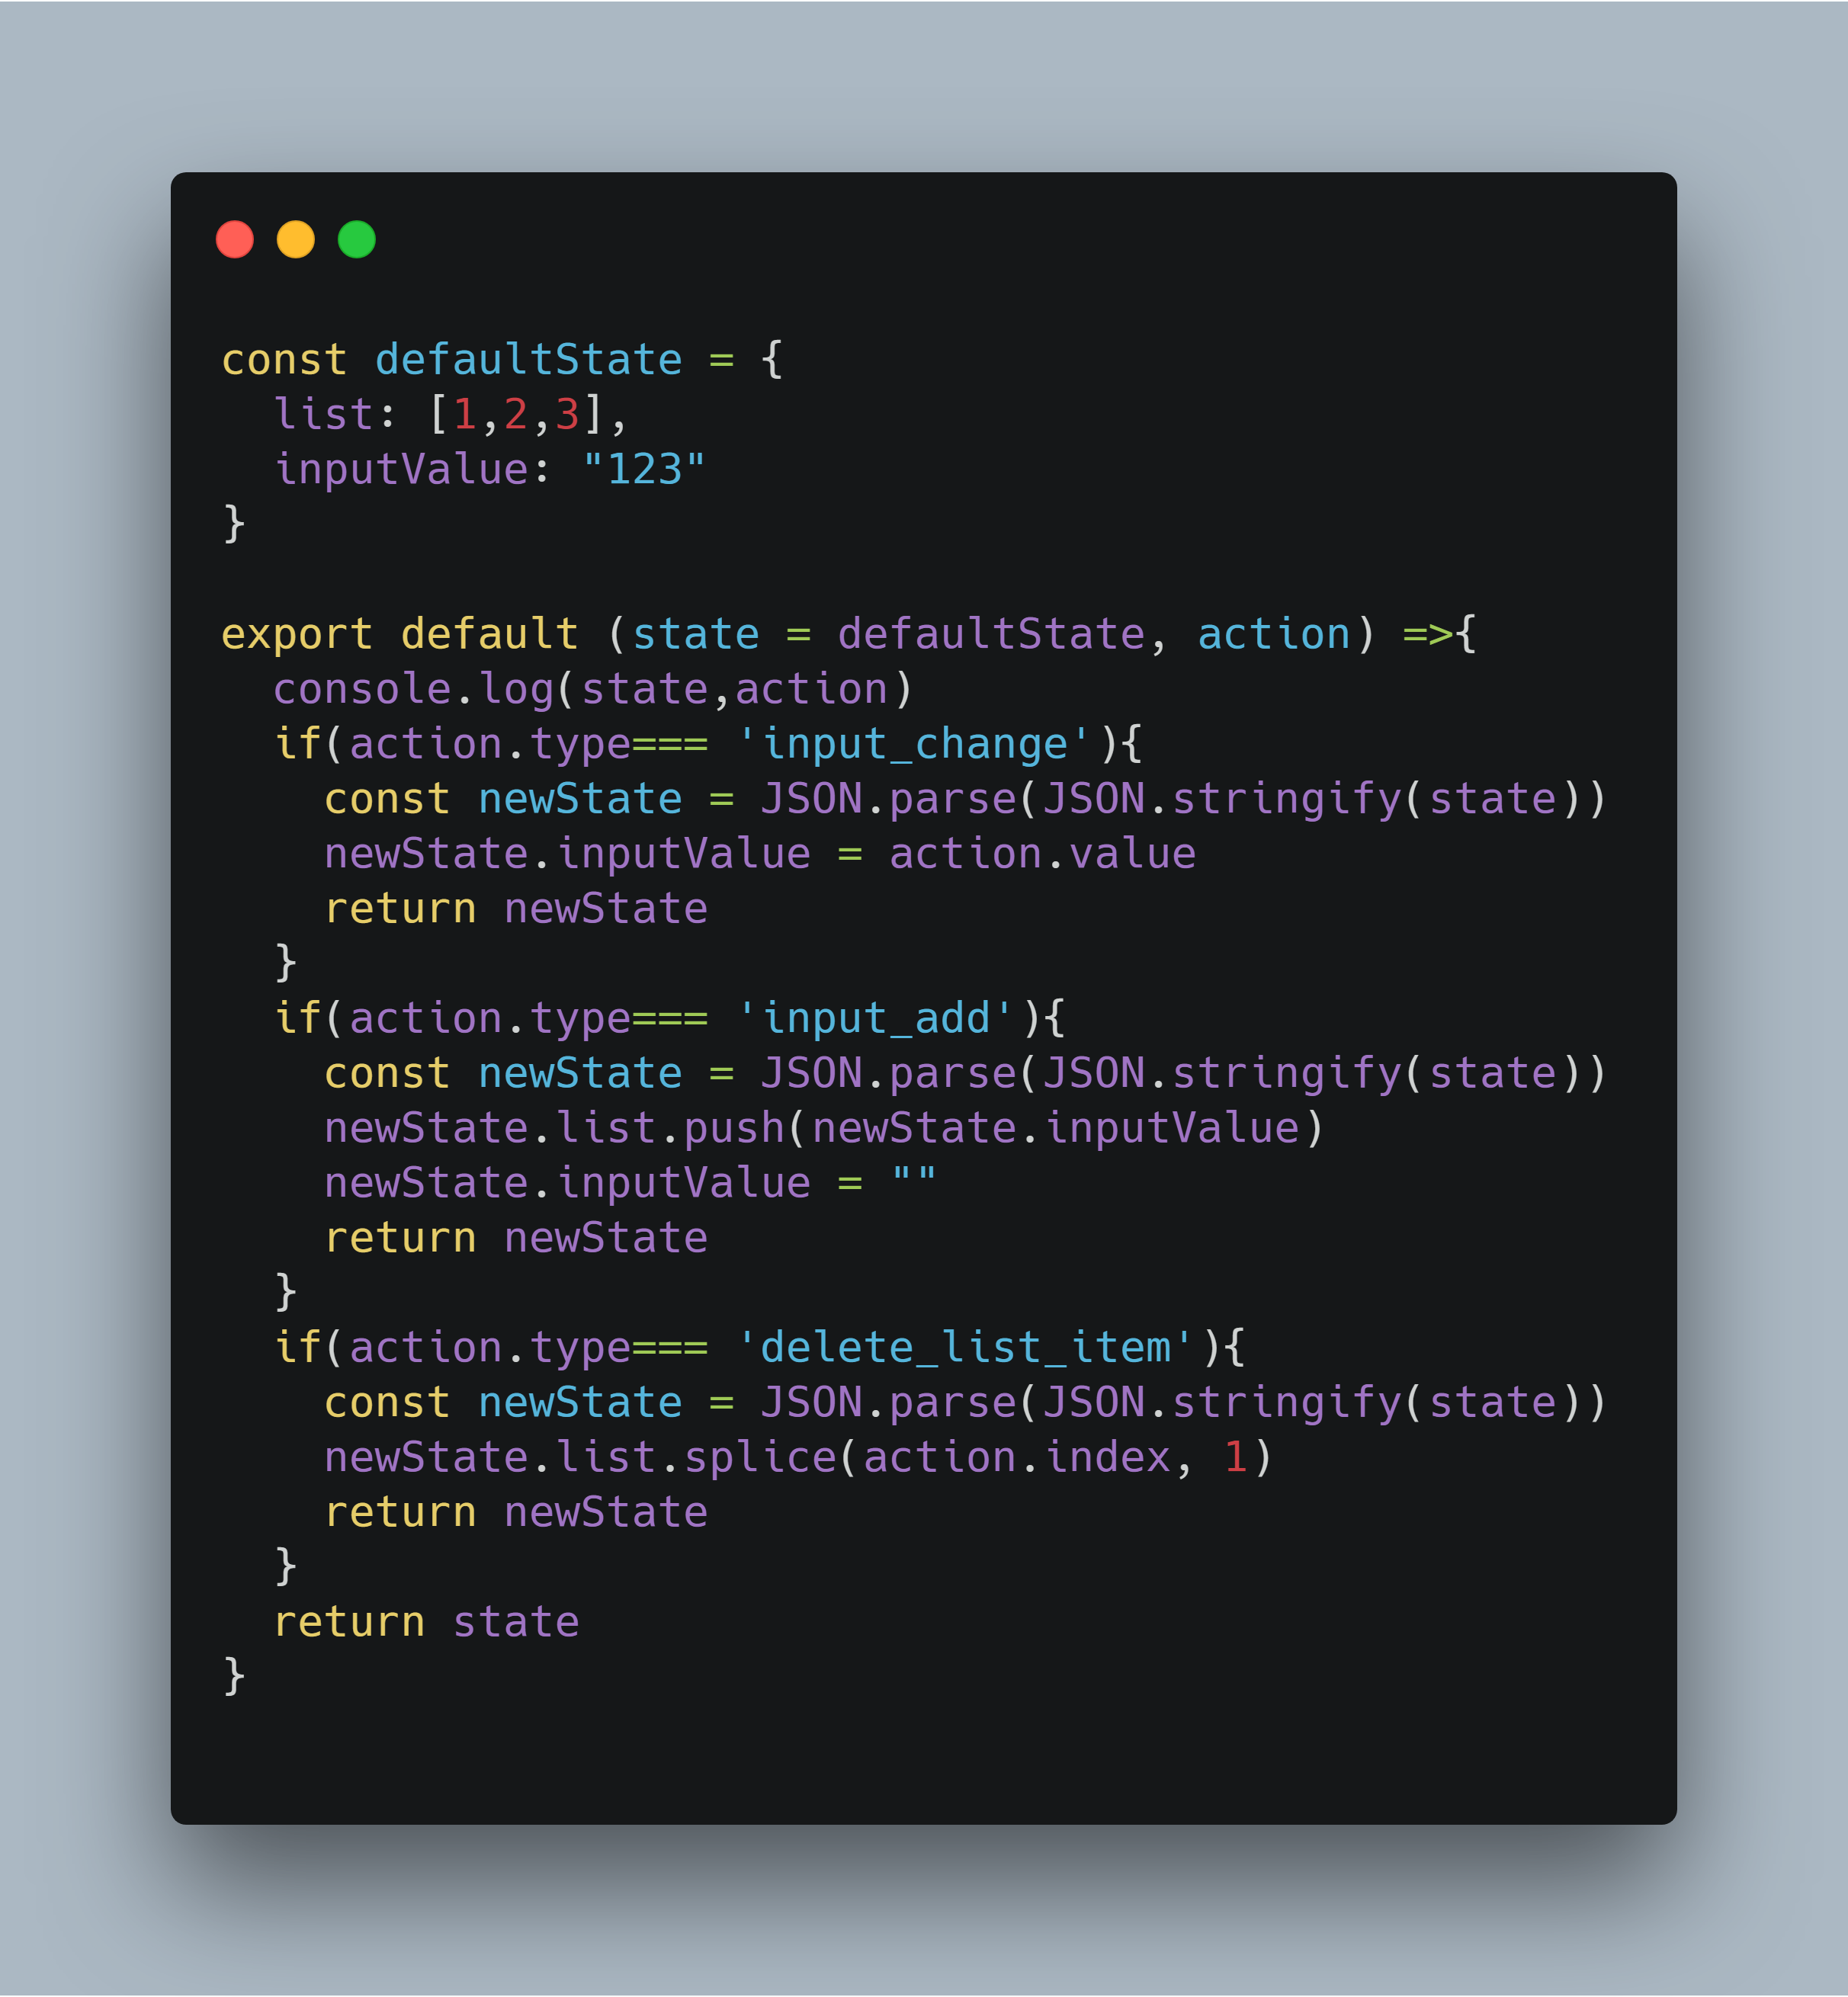 const defaultState = {
  list: [1,2,3],
  inputValue: "123"
}

export default (state = defaultState, action) =>{
  console.log(state,action)
  if(action.type=== 'input_change'){
    const newState = JSON.parse(JSON.stringify(state))
    newState.inputValue = action.value
    return newState
  }
  if(action.type=== 'input_add'){
    const newState = JSON.parse(JSON.stringify(state))
    newState.list.push(newState.inputValue)
    newState.inputValue = ""
    return newState
  }
  if(action.type=== 'delete_list_item'){
    const newState = JSON.parse(JSON.stringify(state))
    newState.list.splice(action.index, 1)
    return newState
  }
  return state
}